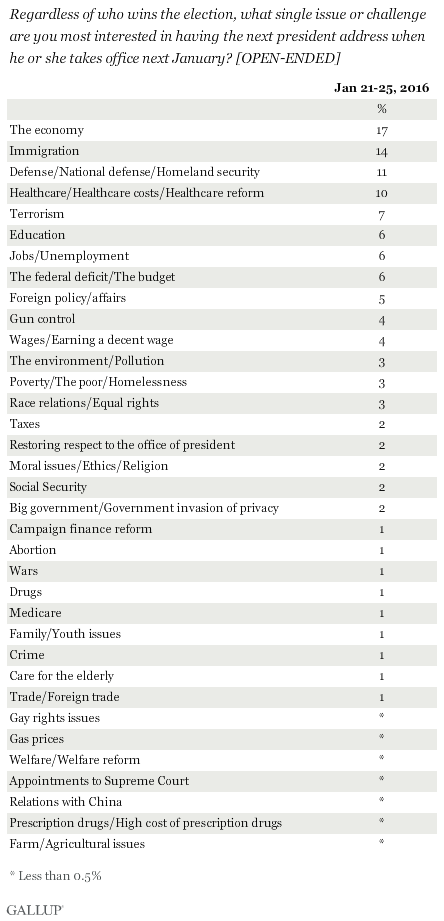 Regardless of who wins the election, what single issue or challenge
are you most interested in having the next president address when
he or she takes office next January? [OPEN-ENDED]
Jan 21-25, 2016
%
The economy 17
Immigration 14
Defense/National defense/Homeland security 11
Healthcare/Healthcare costs/Healthcare reform 10
Terrorism 7
Education 6
Jobs/Unemployment 6
The federal deficit/The budget 6
Foreign policy/affairs 5
Gun control 4
Wages/Earning a decent wage 4
The environment/Pollution 3
Poverty/The poor/Homelessness 3
Race relations/Equal rights 3
Taxes 2
Restoring respect to the office of president 2
Moral issues/Ethics/Religion 2
Social Security 2
Big government/Government invasion of privacy 2
Campaign finance reform 1
Abortion 1
Wars 1
Drugs 1
Medicare 1
Family/Youth issues 1
Crime 1
Care for the elderly 1
Trade/Foreign trade 1
Gay rights issues *
Gas prices *
Welfare/Welfare reform *
Appointments to Supreme Court *
Relations with China *
Prescription drugs/High cost of prescription drugs *
Farm/Agricultural issues *
* Less than 0.5%
GALLUP